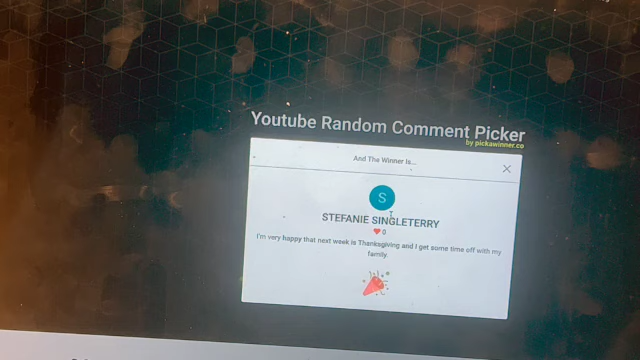 Youtube Random Comment Picker
by pickawinner.co
And The Winner is...
S
STEFANIE SINGLETERRY
0
I'm very happy that next week is Thanksgiving and I get some time off with my
family.